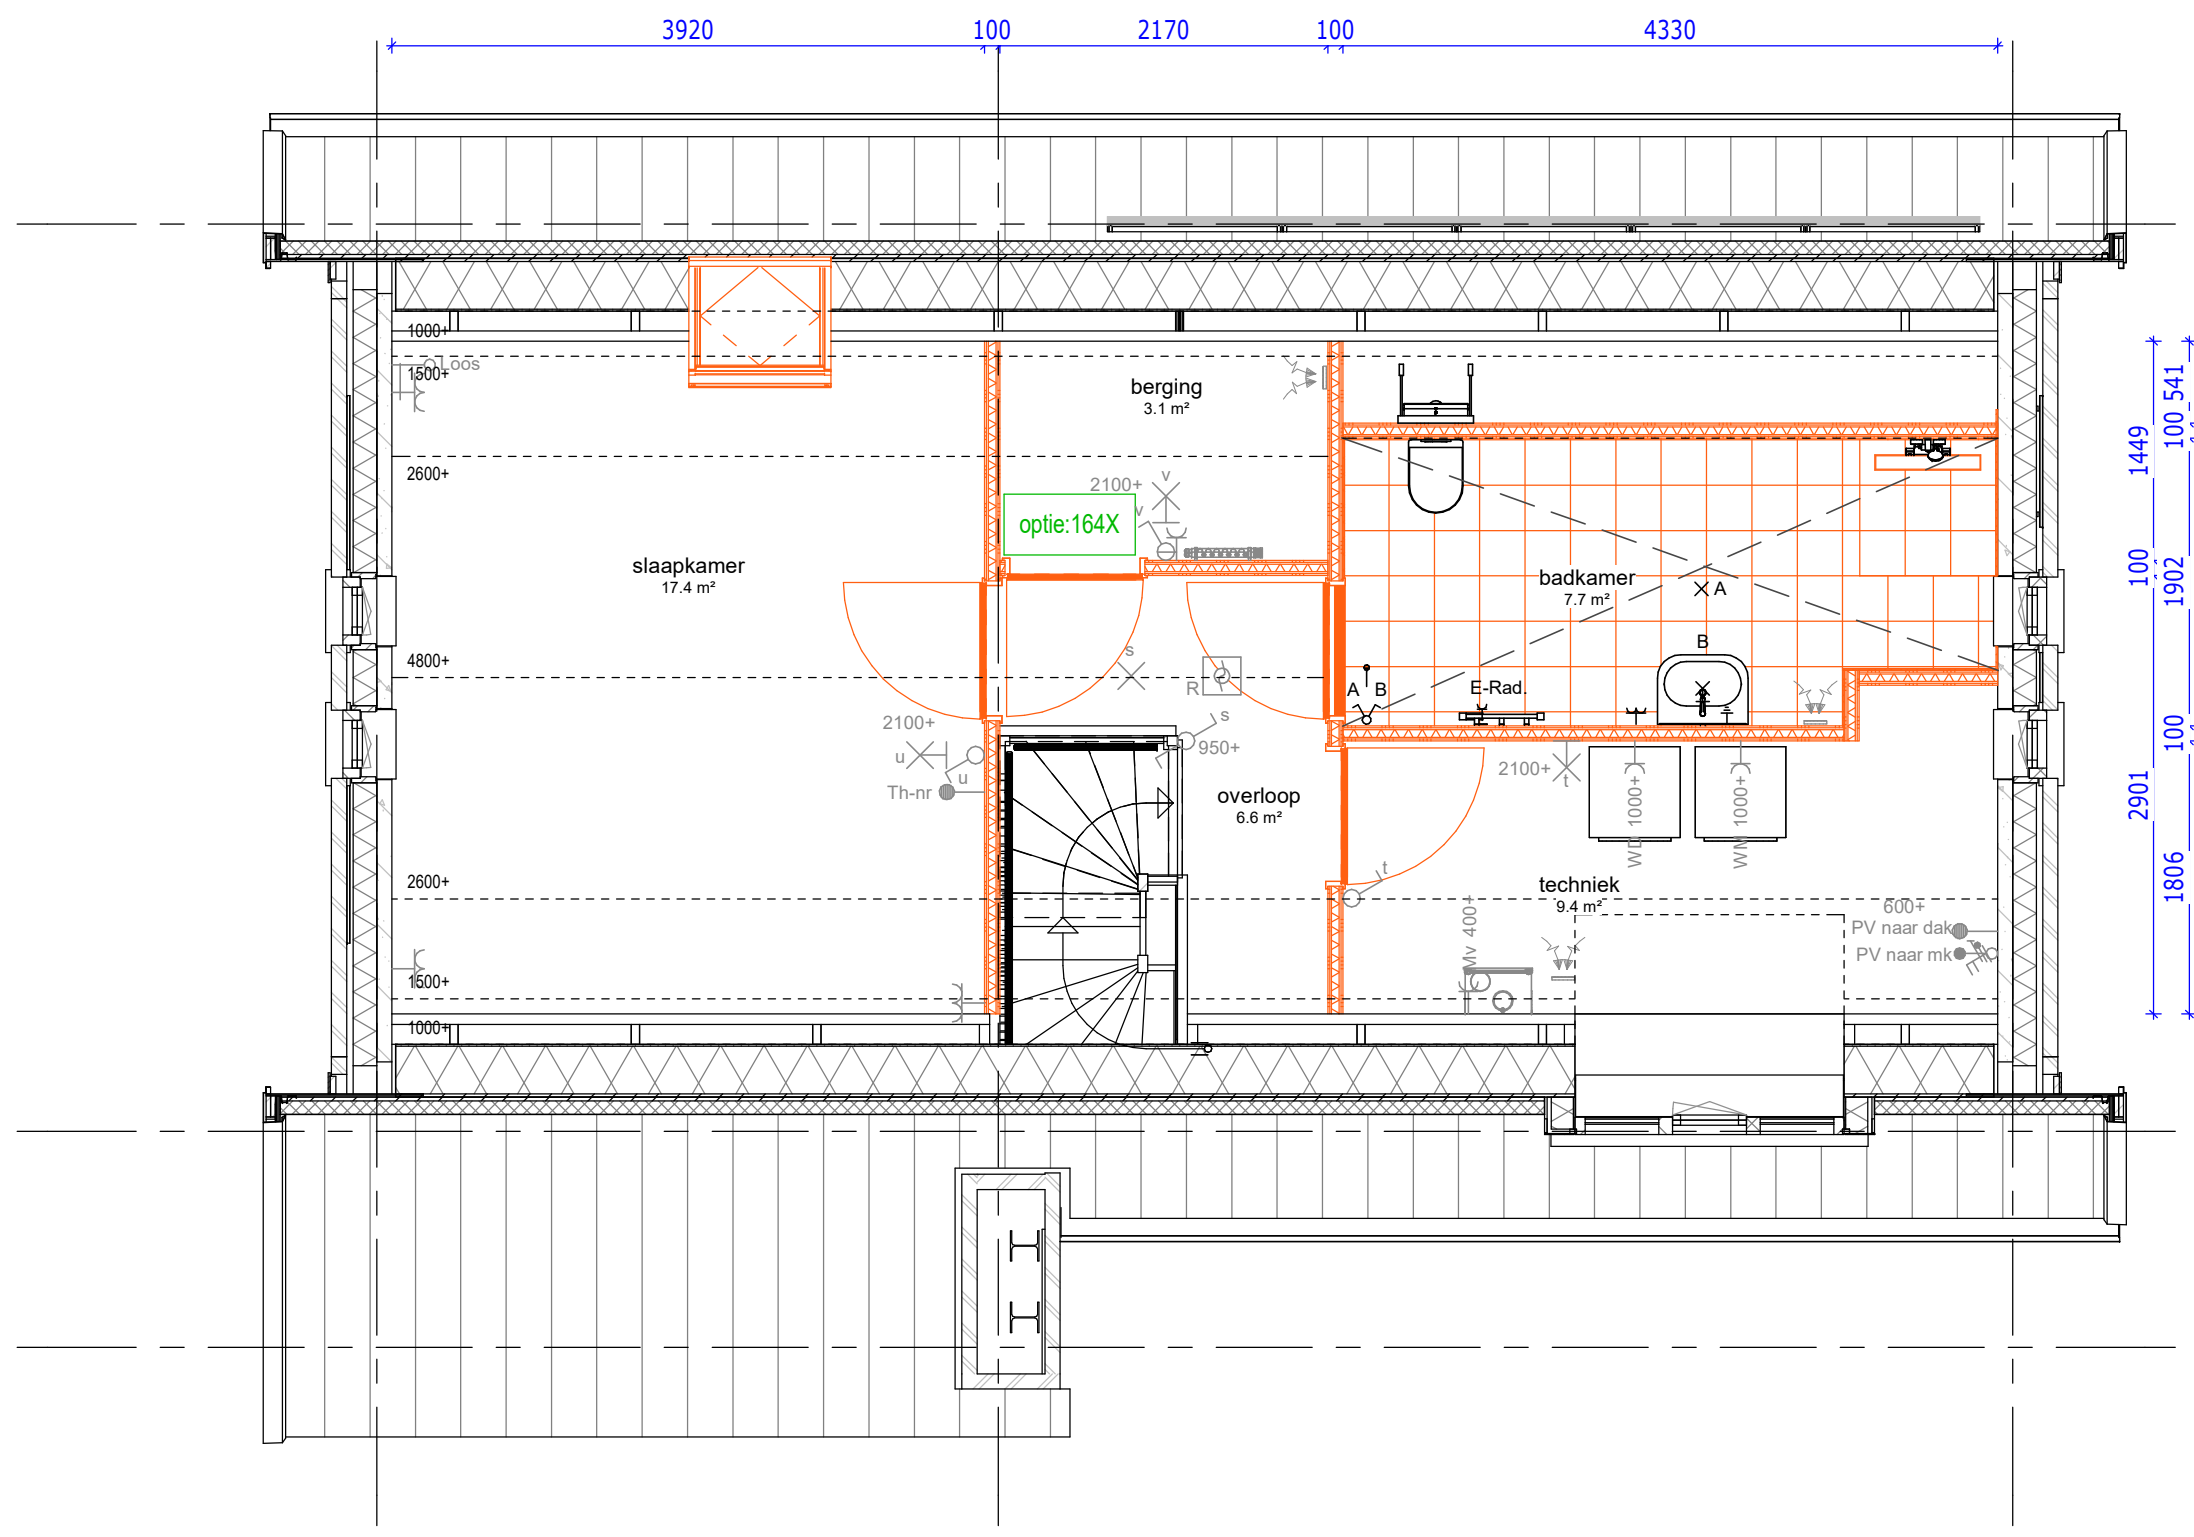 3920 100 2170 100 4330
1000+
Loos
1500+
berging
3.1 m²
541
100
1449
2600+
2100+ v
v
optie:164X
slaapkamer
17.4 m²
badkamer
7.7 m²
A
100
1902
4800+
s
R
B
A B
E-Rad.
2100+
u
u
Th-nr
s
950+
2100+
t
WD 1000+
WM 1000+
100
2901
overloop
6.6 m²
t
techniek
9.4 m²
2600+
1806
Mv 400+
600+
PV naar dak
PV naar mk
1500+
1000+